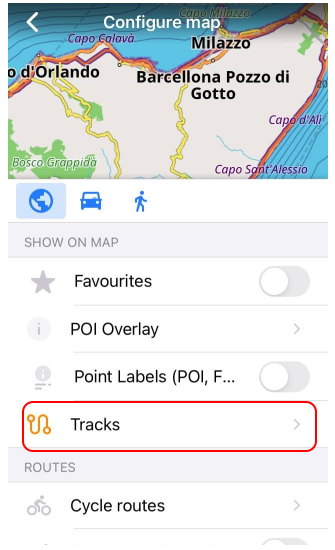 Capo Milazzo
Configure map
Capo Calavà
Milazzo
o d'Orlando
Barcellona Pozzo di
Gotto
Capo d'Alì
Bosco Grappidà
Capo Sant'Alessio
SHOW ON MAP
Favourites
POI Overlay
Point Labels (POI, F...
Tracks
ROUTES
Cycle routes